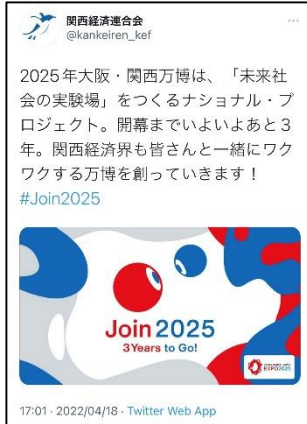 関西経済連合会
@kankeiren_kef
2025年大阪・関西万博は、「未来社
会の実験場」をつくるナショナル・プ
ロジェクト。開幕までいよいよあと3
年。関西経済界も皆さんと一緒にワク
ワクする万博を創っていきます！
#Join2025
Join 2025
3 Years to Go!
EXPO2025
17:01 · 2022/04/18 · Twitter Web App